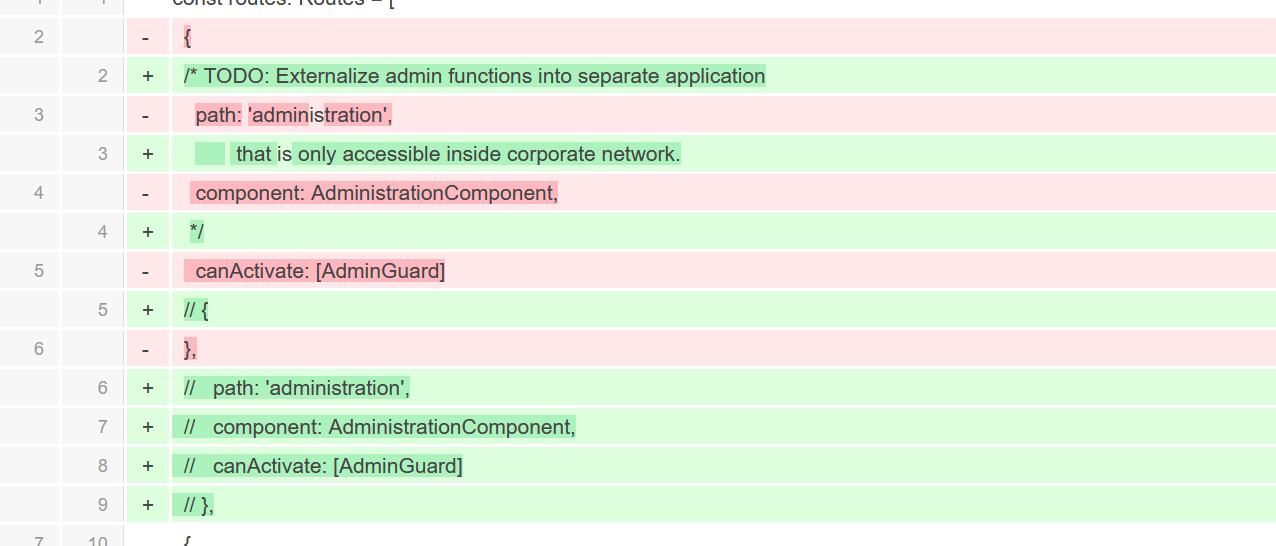 1 1 const routes: Routes = [
2 - {
2 + /* TODO: Externalize admin functions into separate application
3 - path: 'administration',
3 + that is only accessible inside corporate network.
4 - component: AdministrationComponent,
4 + */
5 - canActivate: [AdminGuard]
5 + // {
6 - },
6 + // path: 'administration',
7 + // component: AdministrationComponent,
8 + // canActivate: [AdminGuard]
9 + // },
7 10 {